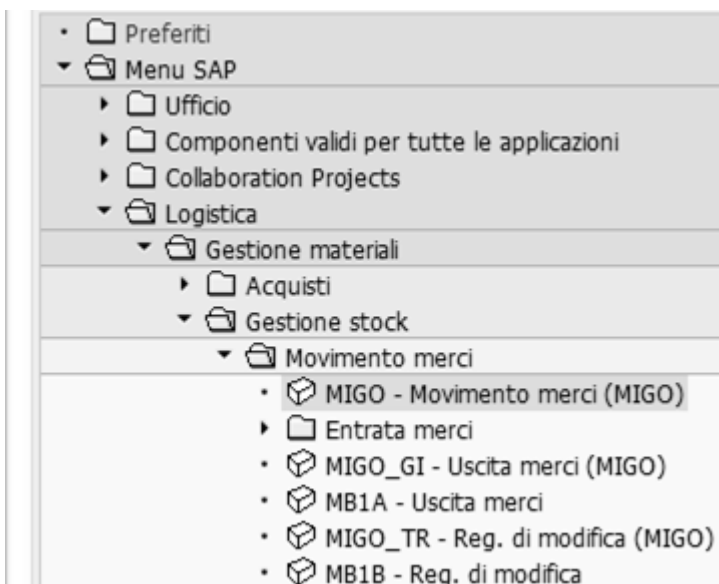 Preferiti
Menu SAP
Ufficio
Componenti validi per tutte le applicazioni
Collaboration Projects
Logistica
Gestione materiali
Acquisti
Gestione stock
Movimento merci
MIGO - Movimento merci (MIGO)
Entrata merci
MIGO_GI - Uscita merci (MIGO)
MB1A - Uscita merci
MIGO_TR - Reg. di modifica (MIGO)
MB1B - Reg. di modifica